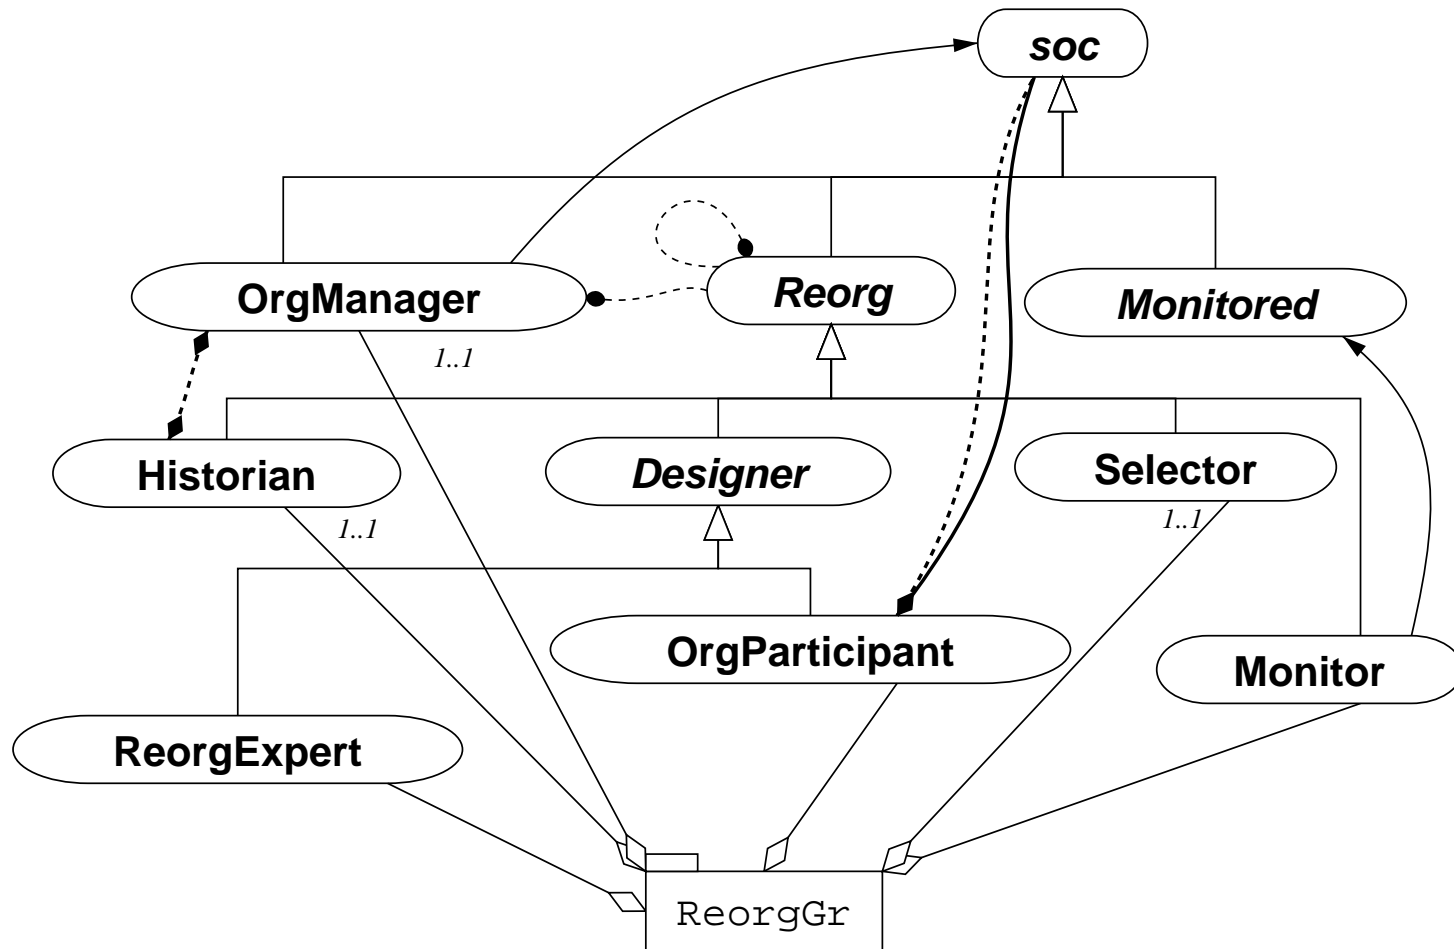 soc
OrgManager
Reorg
Monitored
1..1
Historian
Designer
Selector
1..1
1..1
OrgParticipant
Monitor
ReorgExpert
ReorgGr